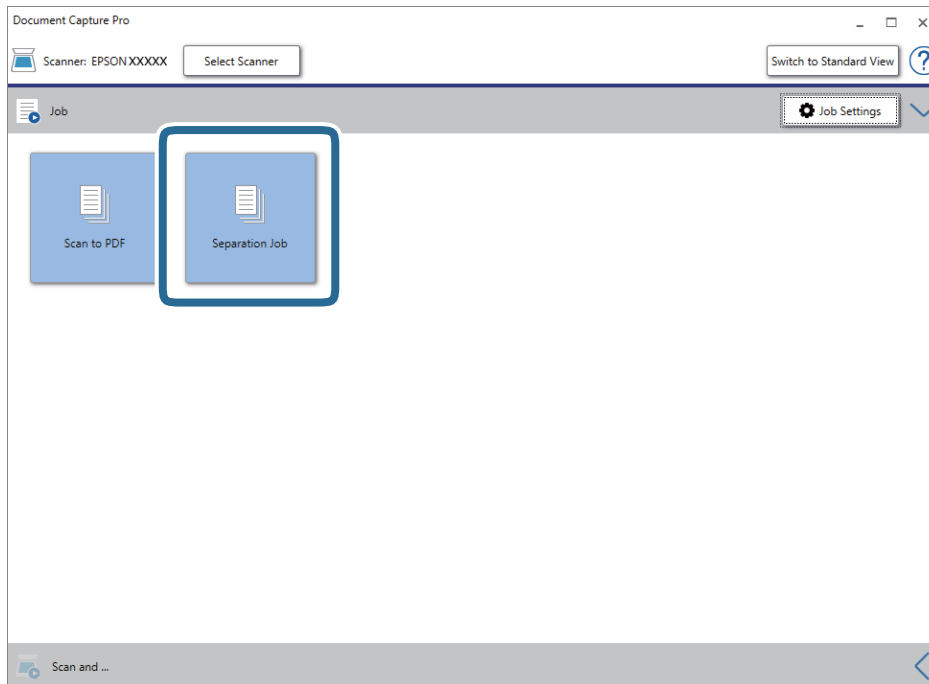 Document Capture Pro
Scanner: EPSON XXXXX
Select Scanner
Switch to Standard View
?
Job
Job Settings
Scan to PDF
Separation Job
Scan and ...